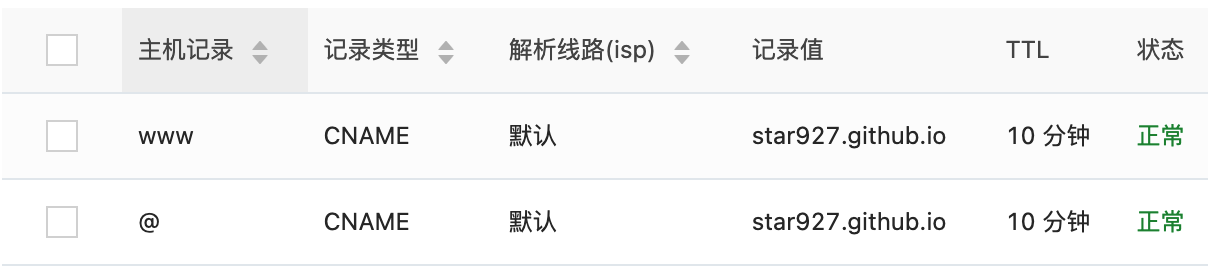 主机记录 记录类型 解析线路(isp) 记录值 TTL 状态
www CNAME 默认 star927.github.io 10 分钟 正常
@ CNAME 默认 star927.github.io 10 分钟 正常